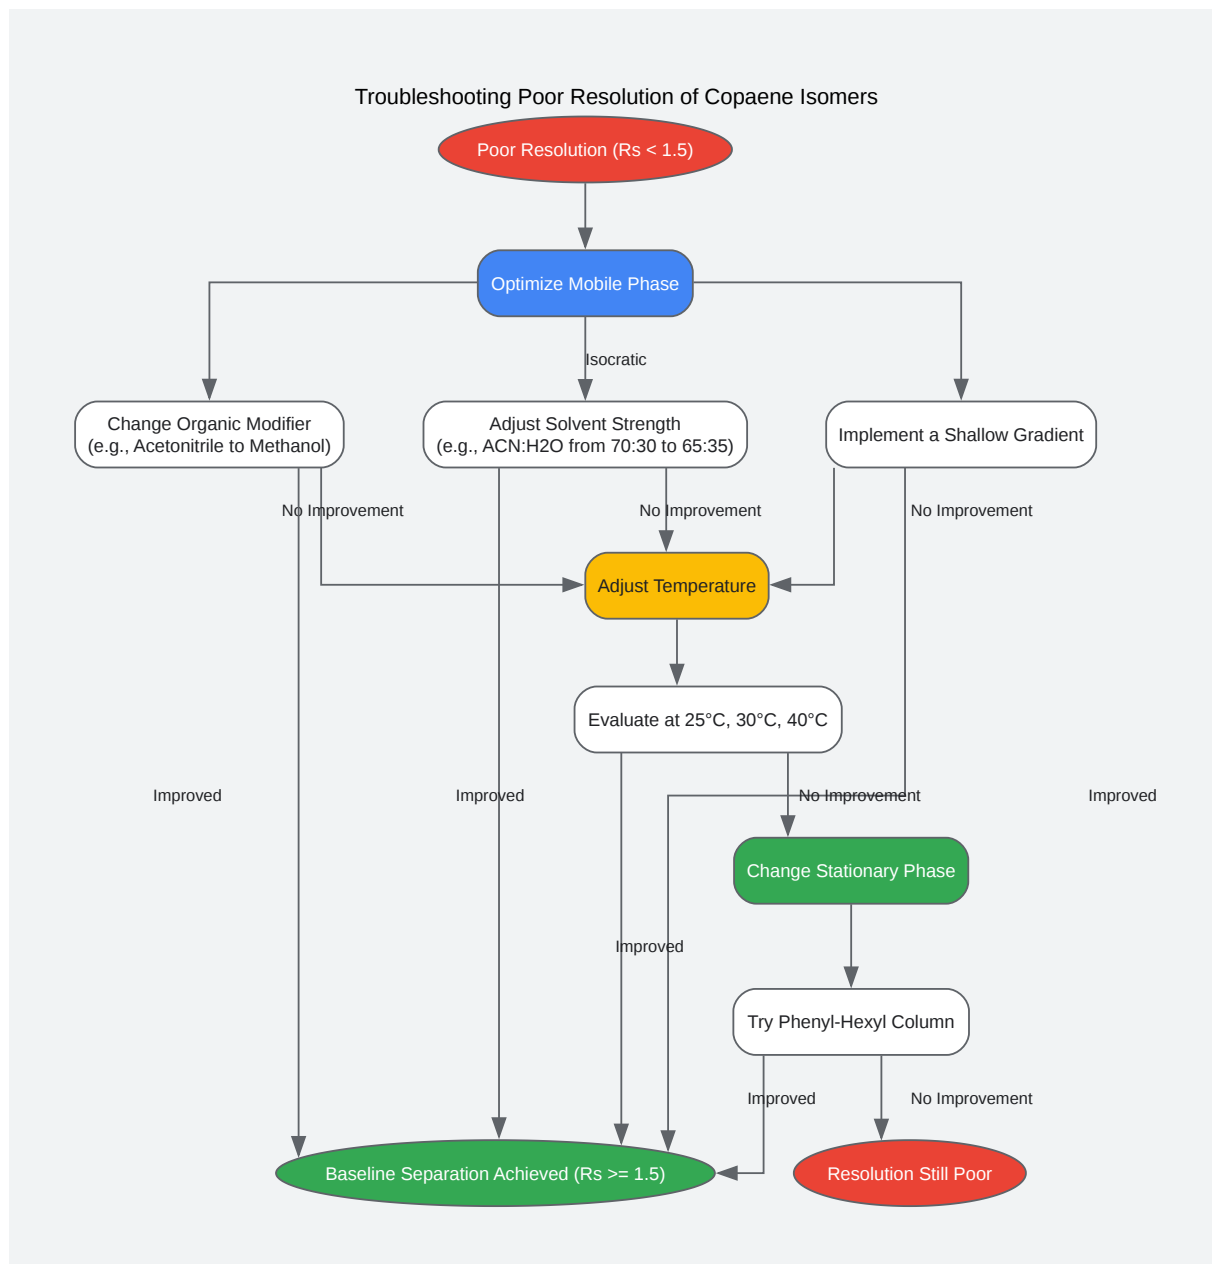 Troubleshooting Poor Resolution of Copaene Isomers
Poor Resolution (Rs < 1.5)
Optimize Mobile Phase
Isocratic
Change Organic Modifier
(e.g., Acetonitrile to Methanol)
Adjust Solvent Strength
(e.g., ACN:H2O from 70:30 to 65:35)
Implement a Shallow Gradient
No Improvement
No Improvement
No Improvement
Adjust Temperature
Evaluate at 25°C, 30°C, 40°C
Improved
Improved
No Improvement
Improved
Change Stationary Phase
Improved
Try Phenyl-Hexyl Column
Improved
No Improvement
Baseline Separation Achieved (Rs >= 1.5)
Resolution Still Poor